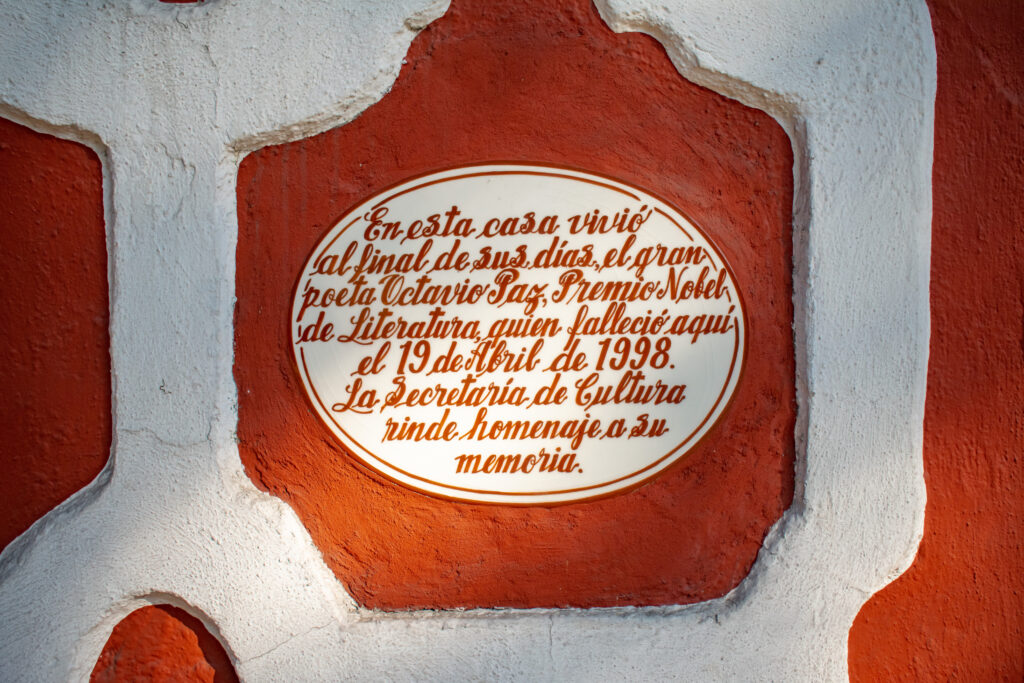 En esta casa vivió
al final de sus días, el gran
poeta Octavio Paz, Premio Nobel
de Literatura, quien falleció aquí
el 19 de Abril de 1998.
La Secretaría de Cultura
rinde homenaje a su
memoria.